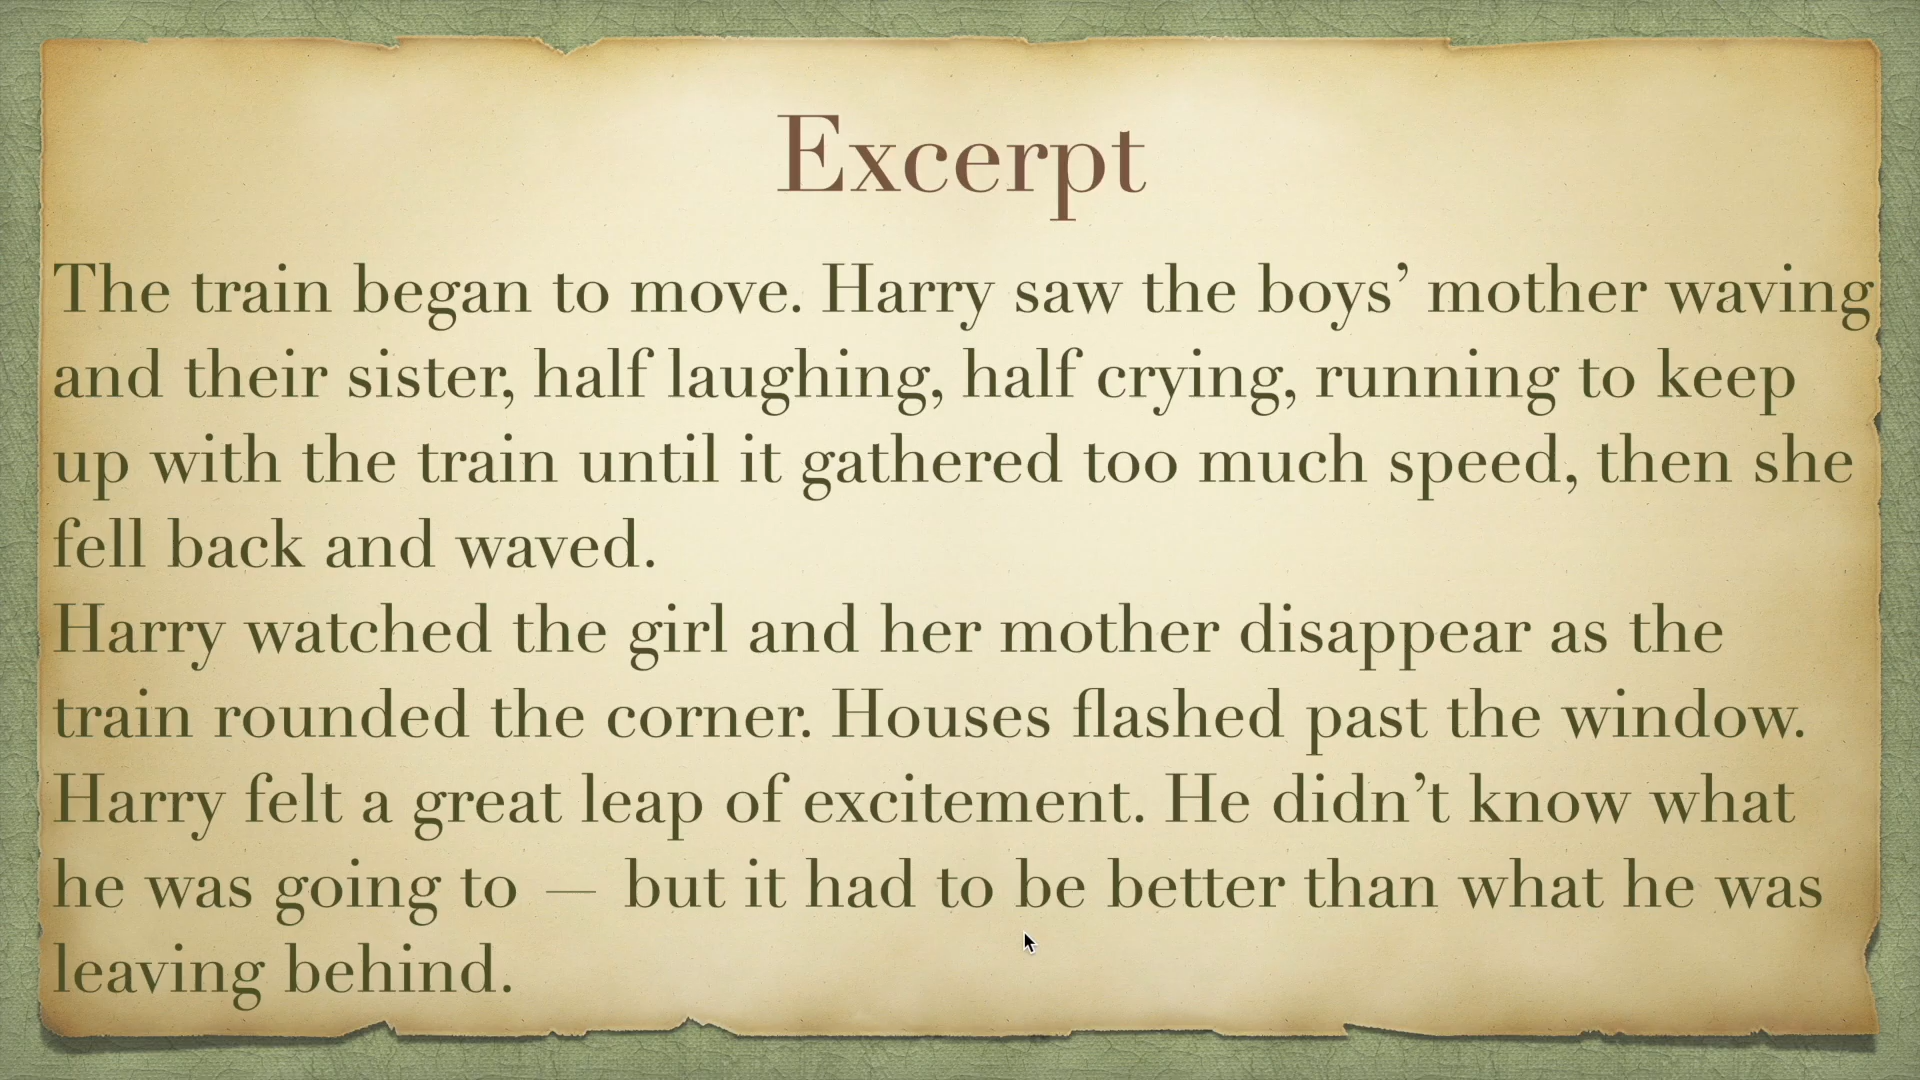 Excerpt
The train began to move. Harry saw the boys’ mother waving
and their sister, half laughing, half crying, running to keep
up with the train until it gathered too much speed, then she
fell back and waved.
Harry watched the girl and her mother disappear as the
train rounded the corner. Houses flashed past the window.
Harry felt a great leap of excitement. He didn’t know what
he was going to — but it had to be better than what he was
leaving behind.